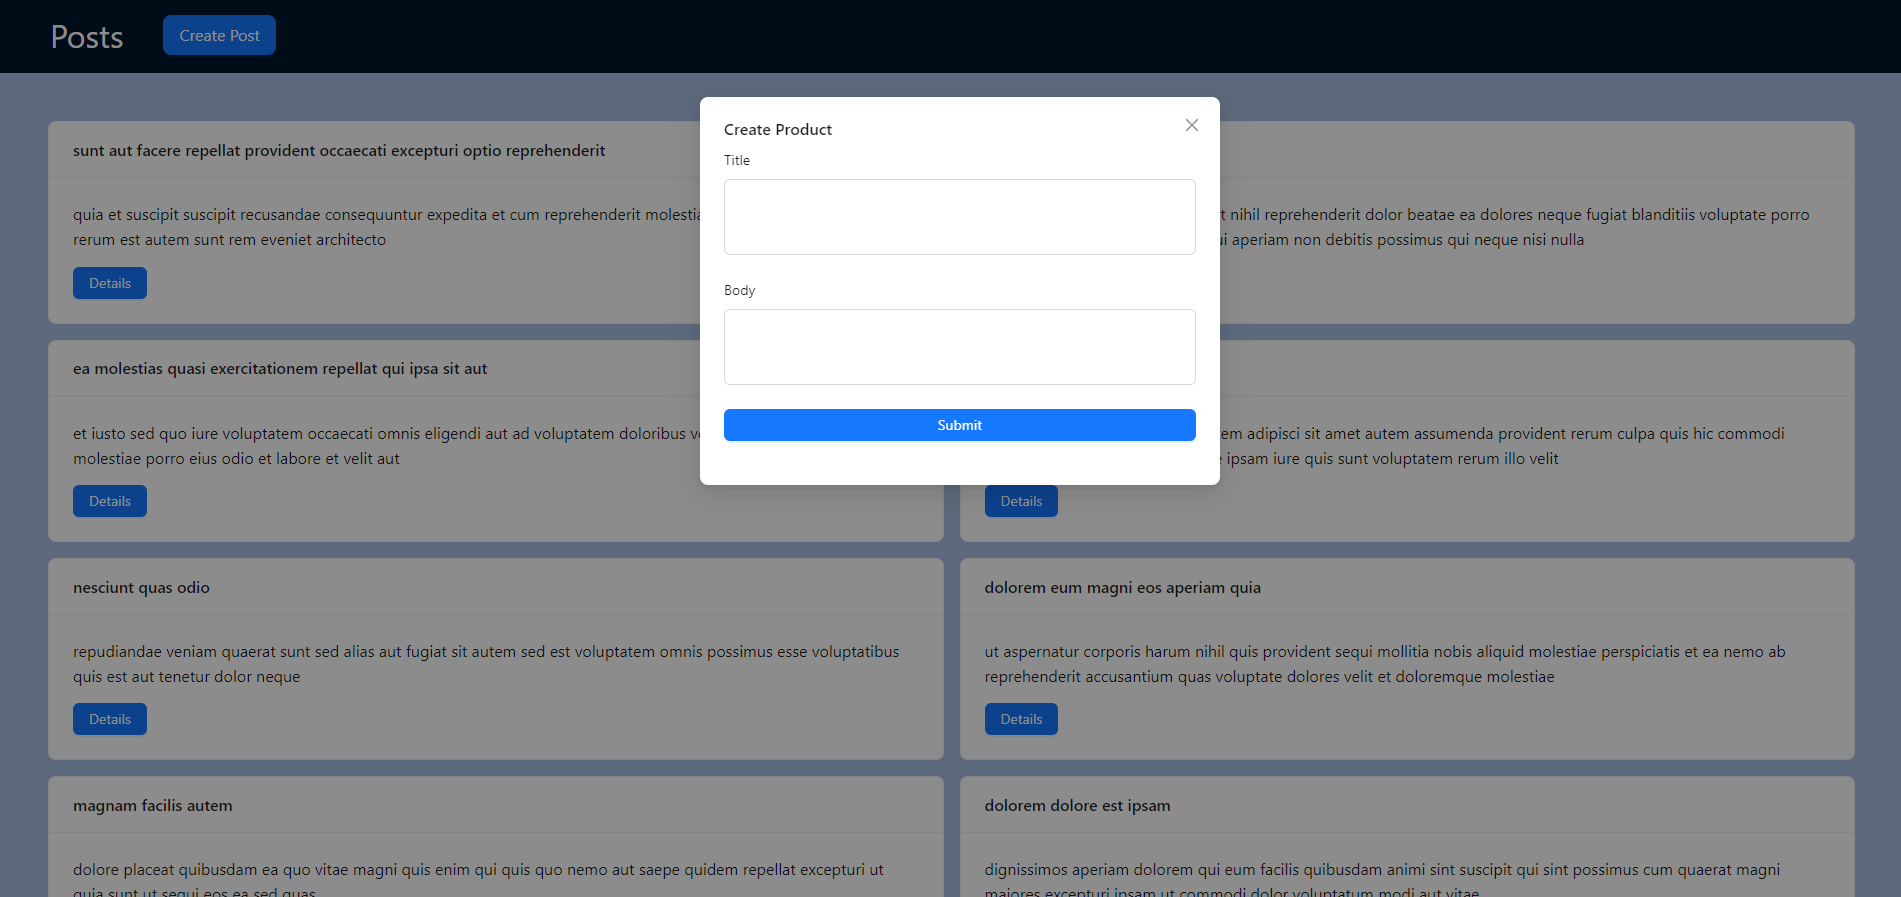 Posts
Create Post
Create Product
Title
Body
Submit
sunt aut facere repellat provident occaecati excepturi optio reprehenderit
quia et suscipit suscipit recusandae consequuntur expedita et cum reprehenderit
rerum est autem sunt rem eveniet architecto
Details
nihil reprehenderit dolor beatae ea dolores neque fugiat blanditiis voluptate porro
aperiam non debitis possimus qui neque nisi nulla
ea molestias quasi exercitationem repellat qui ipsa sit aut
et iusto sed quo iure voluptatem occaecati omnis eligendi aut ad voluptatem doloribus
molestiae porro eius odio et labore et velit aut
Details
adipisci sit amet autem assumenda provident rerum culpa quis hic commodi
ipsam iure quis sunt voluptatem rerum illo velit
Details
nesciunt quas odio
repudiandae veniam quaerat sunt sed alias aut fugiat sit autem sed est voluptatem omnis possimus esse voluptatibus
quis est aut tenetur dolor neque
Details
dolorem eum magni eos aperiam quia
ut aspernatur corporis harum nihil quis provident sequi mollitia nobis aliquid molestiae perspiciatis et ea nemo ab
reprehenderit accusantium quas voluptate dolores velit et doloremque molestiae
Details
magnam facilis autem
dolore placeat quibusdam ea quo vitae magni quis enim qui quis quo nemo aut saepe quidem repellat excepturi ut
quia sunt ut sequi eos ea sed quas
dolorem dolore est ipsam
dignissimos aperiam dolorem qui eum facilis quibusdam animi sint suscipit qui sint possimus cum quaerat magni
maiores excepturi ipsam ut commodi dolor voluptatum modi aut vitae